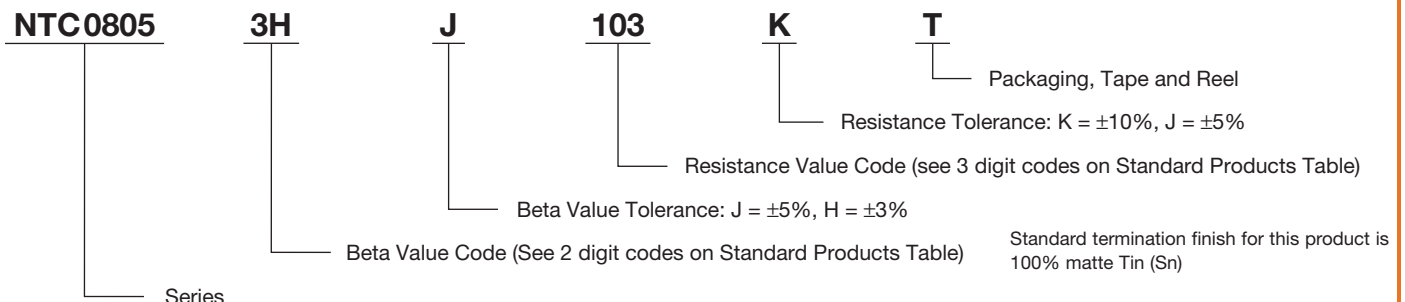 NTC0805 3H J 103 K T
Packaging, Tape and Reel
Resistance Tolerance: K = ±10%, J = ±5%
Resistance Value Code (see 3 digit codes on Standard Products Table)
Beta Value Tolerance: J = ±5%, H = ±3%
Beta Value Code (See 2 digit codes on Standard Products Table)
Standard termination finish for this product is
100% matte Tin (Sn)
Series